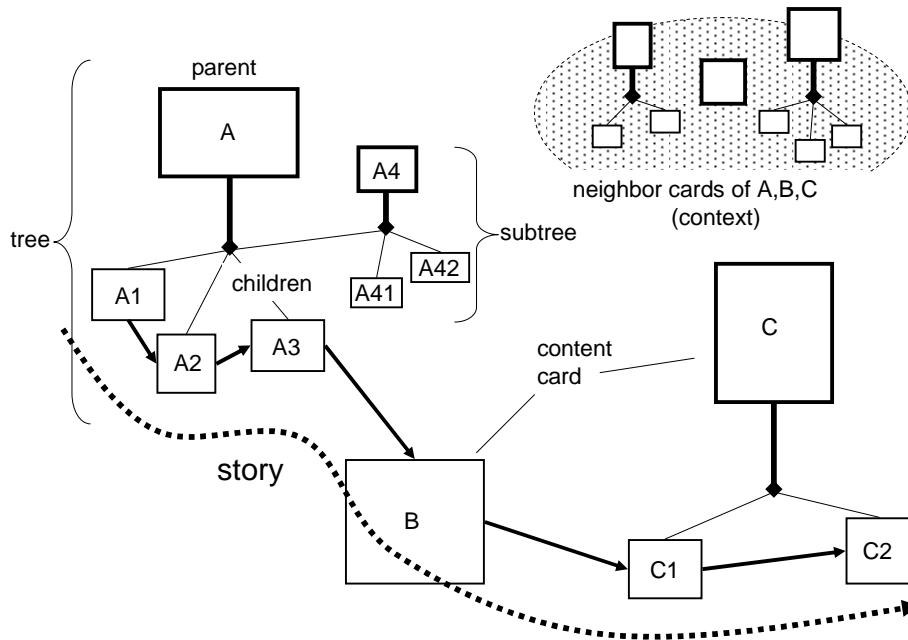 parent
A
A4
neighbor cards of A,B,C
(context)
tree
subtree
A42
A41
children
A1
A2
A3
C
content
card
story
B
C1
C2